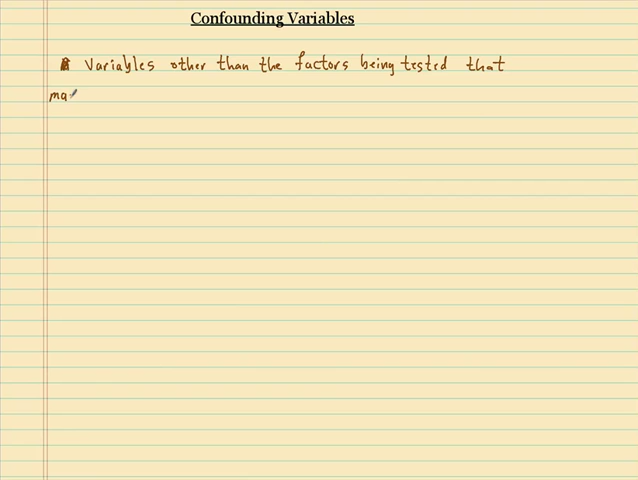 Confounding Variables
Variables other than the factors being tested that
ma